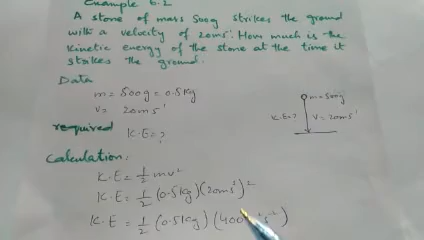 Example 6.2
A stone of mass 500g strikes the ground
with a velocity of 20ms⁻¹. How much is the
Kinetic energy of the stone at the time it
strikes the ground.
Data
m = 500g = 0.5Kg
V = 20ms⁻¹
required K.E = ?
m = 500g
K.E = ? V = 20ms⁻¹
Calculation:
K.E = 1/2 mv²
K.E = 1/2 (0.5Kg) (20ms⁻¹)²
K.E = 1/2 (0.5Kg) (400 s⁻²)